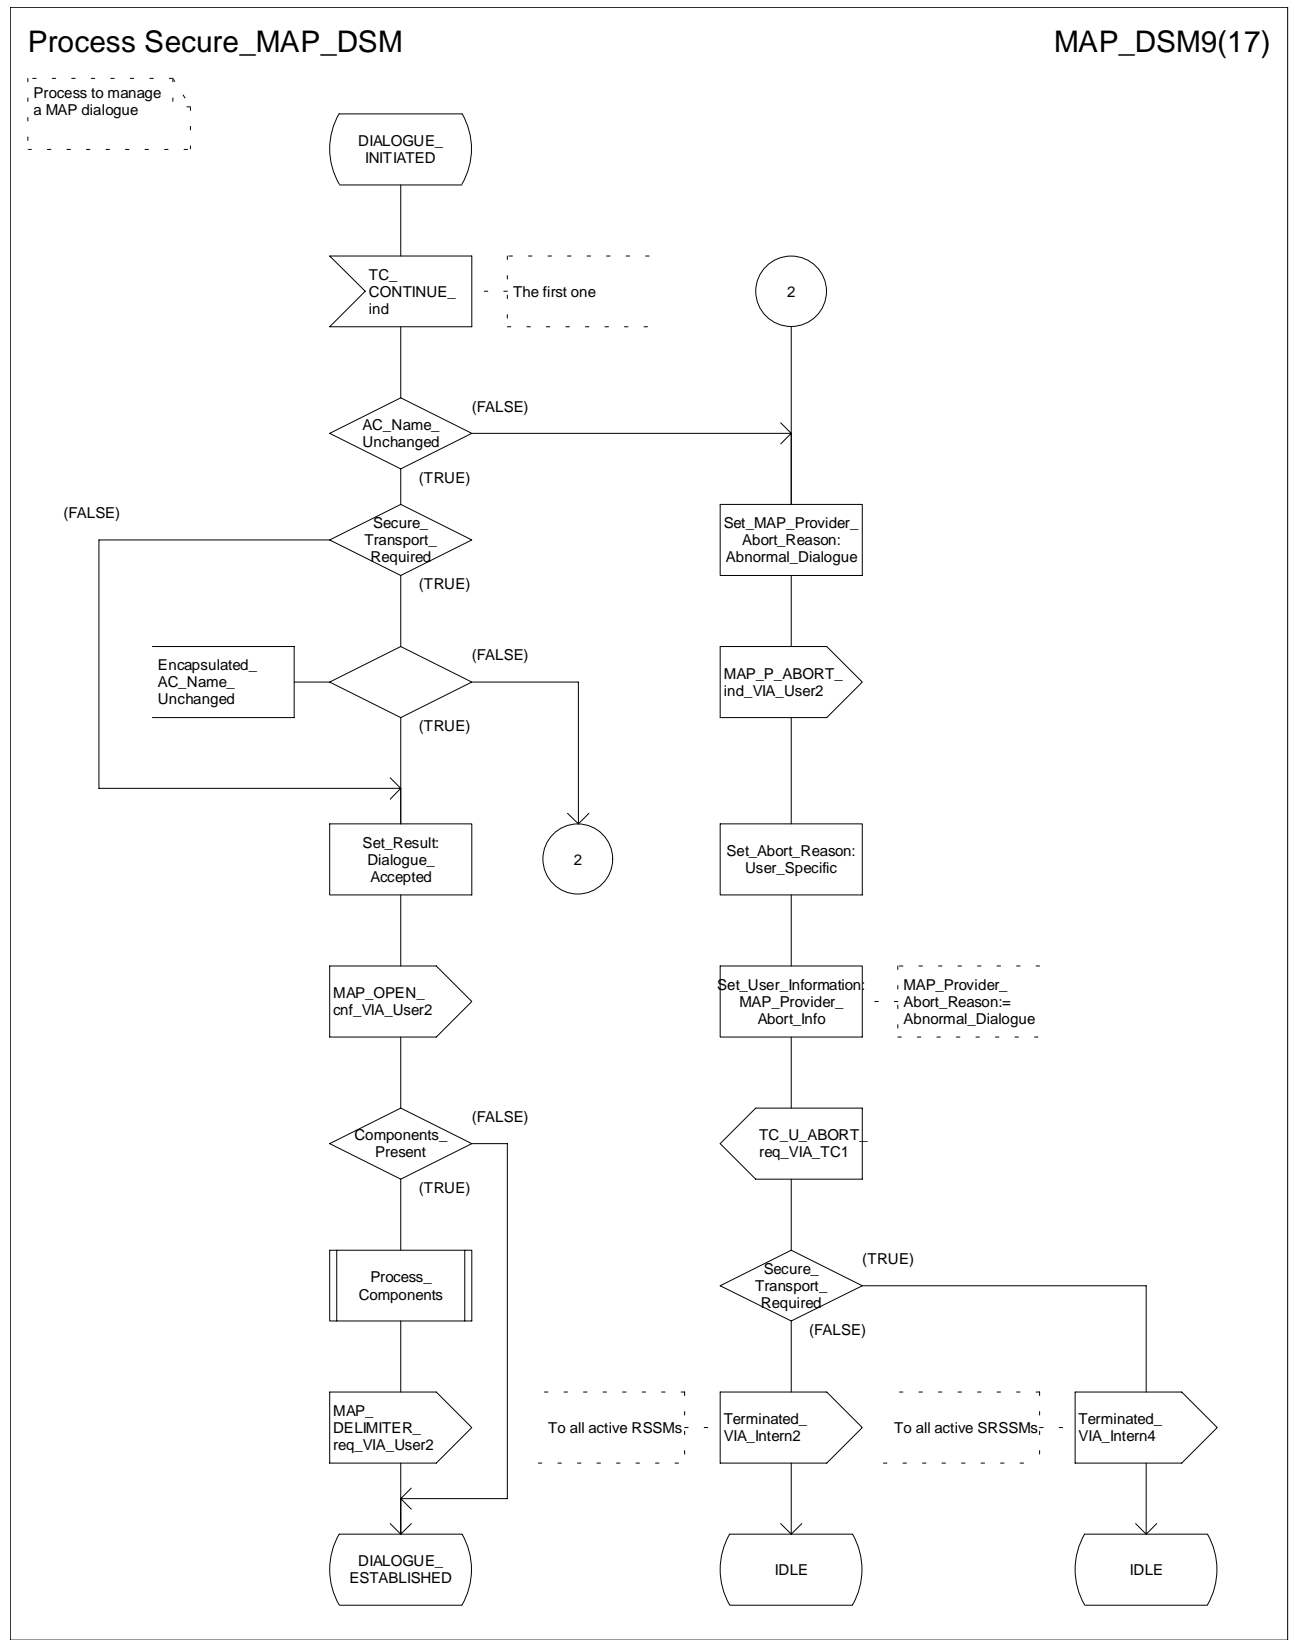 Process Secure_MAP_DSM
MAP_DSM9(17)
Process to manage
a MAP dialogue
DIALOGUE_
INITIATED
TC_
CONTINUE_
ind
The first one
2
AC_Name_
Unchanged
(FALSE)
(TRUE)
(FALSE)
Secure_
Transport_
Required
(TRUE)
Set_MAP_Provider_
Abort_Reason:
Abnormal_Dialogue
Encapsulated_
AC_Name_
Unchanged
(FALSE)
(TRUE)
MAP_P_ABORT_
ind_VIA_User2
Set_Result:
Dialogue_
Accepted
2
Set_Abort_Reason:
User_Specific
MAP_OPEN_
cnf_VIA_User2
Set_User_Information:
MAP_Provider_
Abort_Info
MAP_Provider_
Abort_Reason:=
Abnormal_Dialogue
Components_
Present
(FALSE)
(TRUE)
TC_U_ABORT_
req_VIA_TC1
Process_
Components
Secure_
Transport_
Required
(TRUE)
(FALSE)
MAP_
DELIMITER_
req_VIA_User2
To all active RSSMs
Terminated_
VIA_Intern2
To all active SRSSMs
Terminated_
VIA_Intern4
DIALOGUE_
ESTABLISHED
IDLE
IDLE